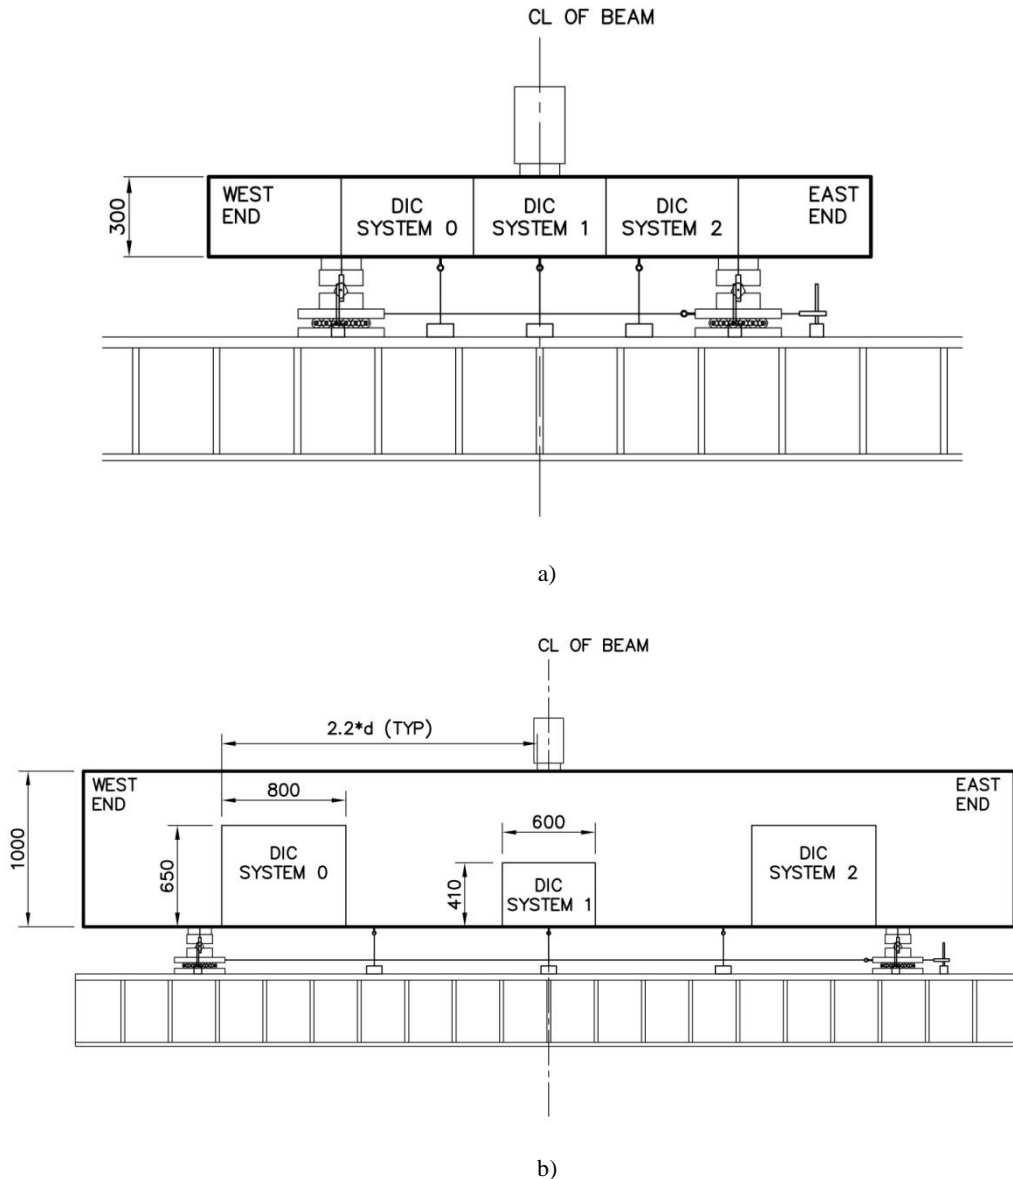 CL OF BEAM
WEST
END
DIC
SYSTEM 0
DIC
SYSTEM 1
DIC
SYSTEM 2
EAST
END
300
a)
CL OF BEAM
2.2*d (TYP)
WEST
END
EAST
END
800
600
1000
650
DIC
SYSTEM 0
410
DIC
SYSTEM 1
DIC
SYSTEM 2
b)